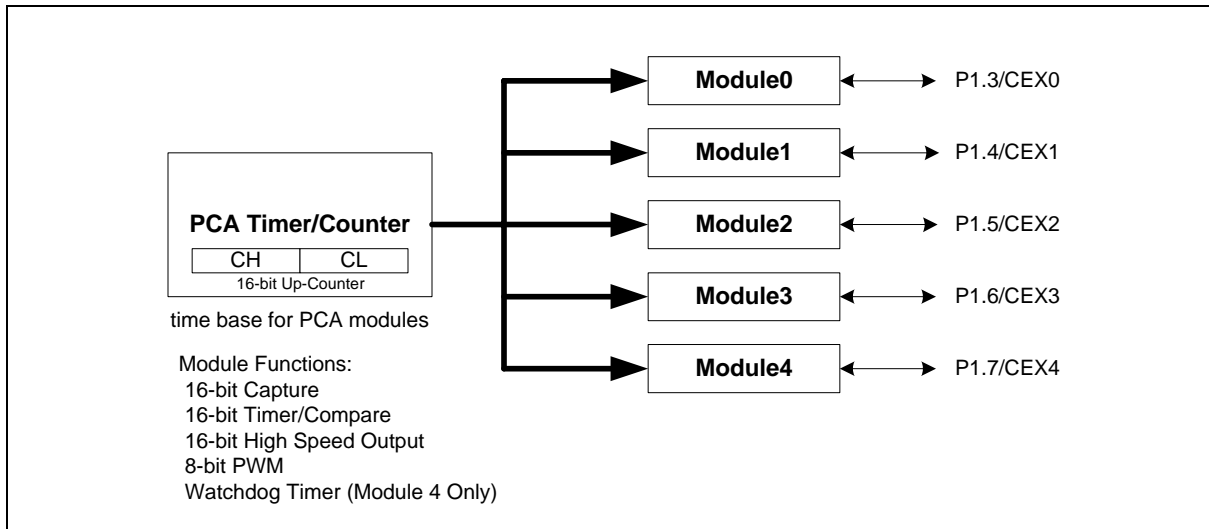 Module0
P1.3/CEX0
Module1
P1.4/CEX1
PCA Timer/Counter
CH CL
16-bit Up-Counter
time base for PCA modules
Module2
P1.5/CEX2
Module3
P1.6/CEX3
Module4
P1.7/CEX4
Module Functions:
16-bit Capture
16-bit Timer/Compare
16-bit High Speed Output
8-bit PWM
Watchdog Timer (Module 4 Only)